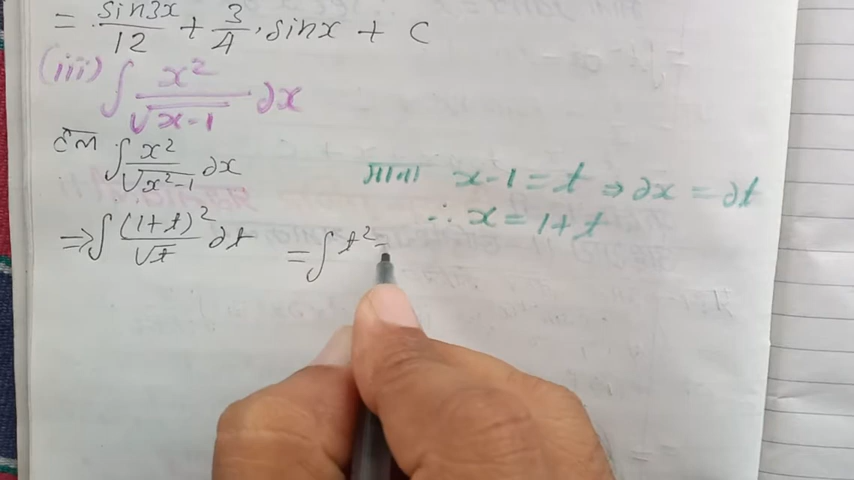 = sin3x/12 + 3/4 . sinx + c
(iii) ∫ x²/√x-1 ∂x
हल ∫ x²/√x²-1 ∂x
माना x-1 = t ⇒ ∂x = ∂t
∴ x = 1+t
⇒ ∫ (1+t)²/√t ∂t = ∫ t²